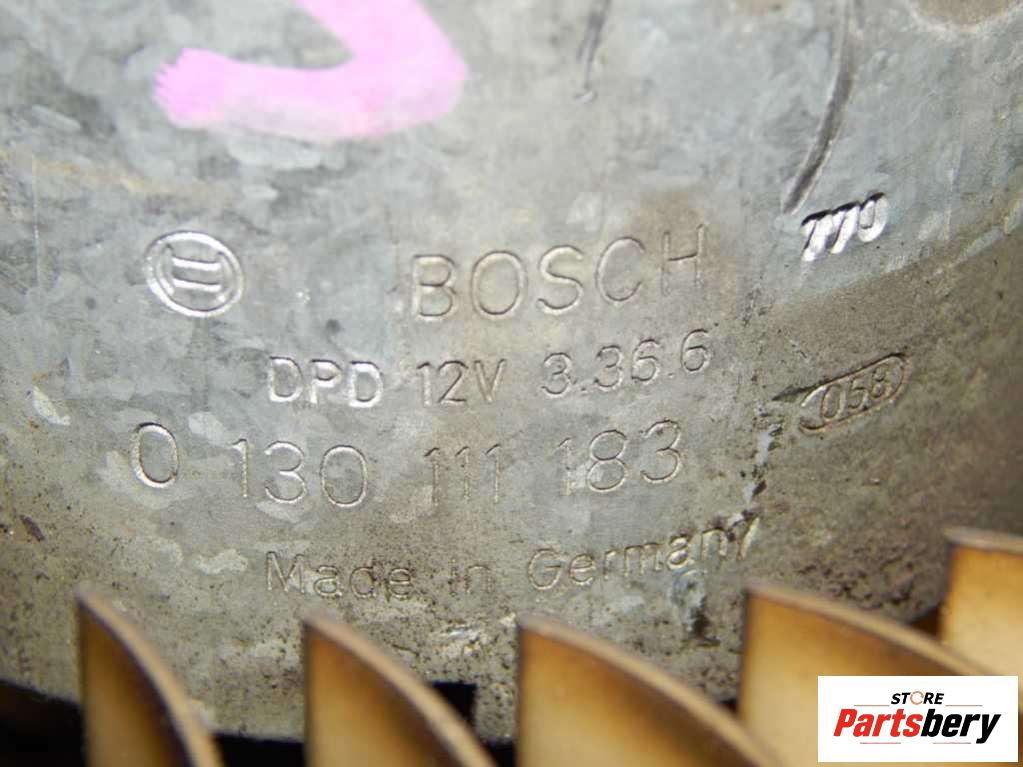 BOSCH
DPD 12V 3.36.6
0 130 111 183
058
Made in Germany
STORE
Partsbery